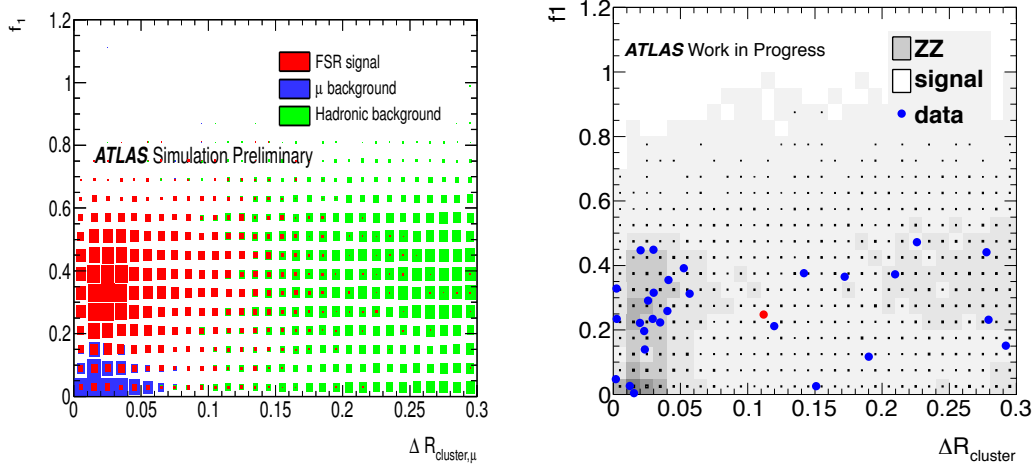 f₁
1.2
1
0.8
0.6
0.4
0.2
0
FSR signal
μ background
Hadronic background
ATLAS Simulation Preliminary
0 0.05 0.1 0.15 0.2 0.25 0.3
Δ R_cluster,μ
f1
1.2
1
0.8
0.6
0.4
0.2
0
ATLAS Work in Progress
ZZ
signal
data
0 0.05 0.1 0.15 0.2 0.25 0.3
ΔR_cluster